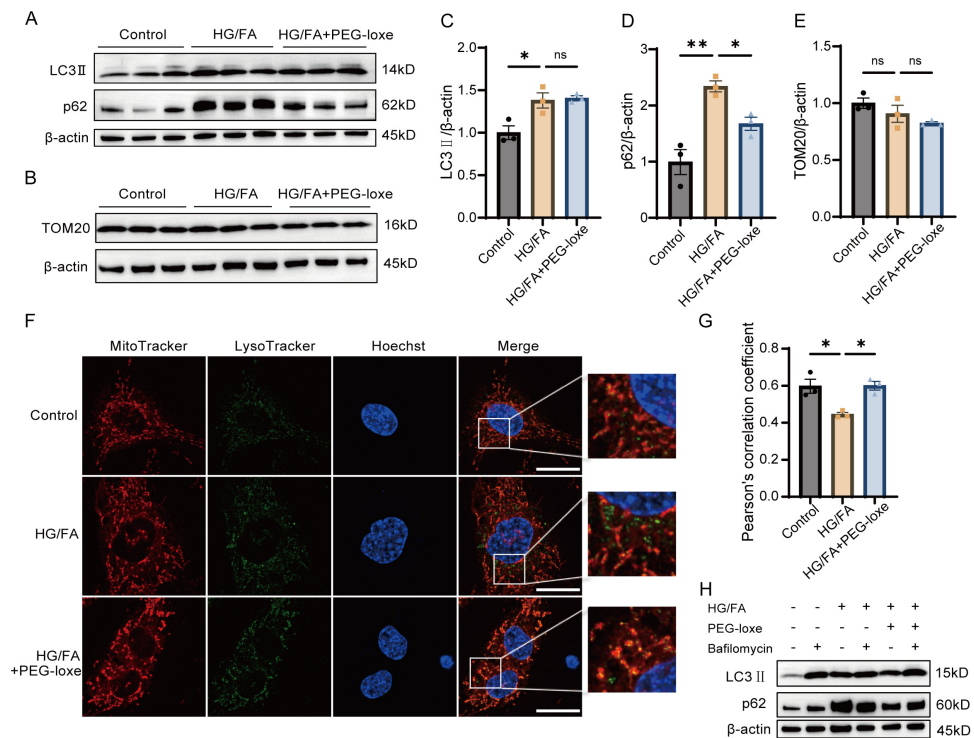 A
Control HG/FA HG/FA+PEG-loxe
LC3Ⅱ 14kD
p62 62kD
β-actin 45kD
B
Control HG/FA HG/FA+PEG-loxe
TOM20 16kD
β-actin 45kD
C
LC3Ⅱ/β-actin
* ns
2.0
1.5
1.0
0.5
0.0
Control HG/FA HG/FA+PEG-loxe
D
p62/β-actin
** *
3
2
1
0
Control HG/FA HG/FA+PEG-loxe
E
TOM20/β-actin
ns ns
1.5
1.0
0.5
0.0
Control HG/FA HG/FA+PEG-loxe
F
MitoTracker LysoTracker Hoechst Merge
Control
HG/FA
HG/FA
+PEG-loxe
G
Pearson's correlation coefficient
* *
0.8
0.6
0.4
0.2
0.0
Control HG/FA HG/FA+PEG-loxe
H
HG/FA - - + + + +
PEG-loxe - - - - + +
Bafilomycin - + - + - +
LC3Ⅱ 15kD
p62 60kD
β-actin 45kD